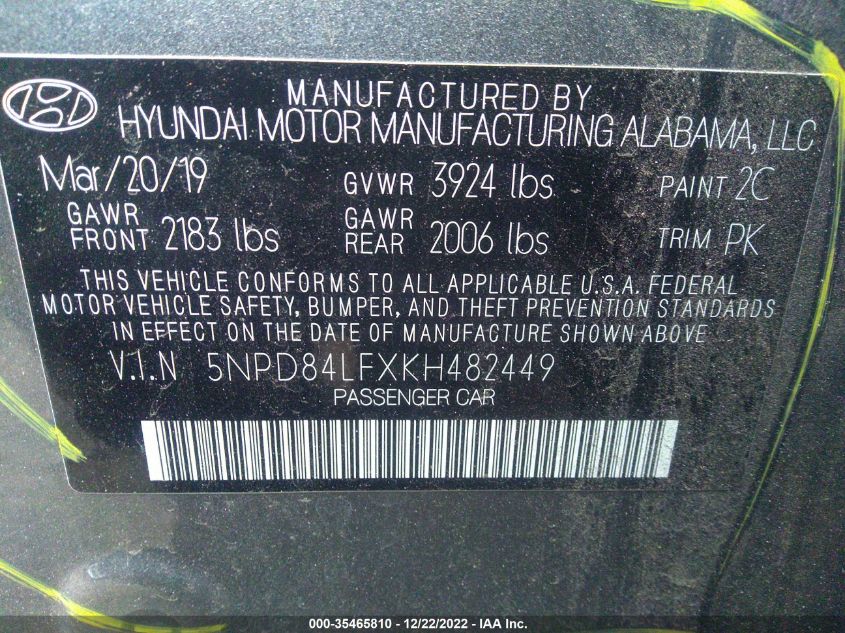 MANUFACTURED BY
HYUNDAI MOTOR MANUFACTURING ALABAMA, LLC
Mar/20/19 GVWR 3924 lbs PAINT 2C
GAWR FRONT 2183 lbs GAWR REAR 2006 lbs TRIM PK
THIS VEHICLE CONFORMS TO ALL APPLICABLE U.S.A. FEDERAL
MOTOR VEHICLE SAFETY, BUMPER, AND THEFT PREVENTION STANDARDS
IN EFFECT ON THE DATE OF MANUFACTURE SHOWN ABOVE
V.I.N 5NPD84LFXKH482449
PASSENGER CAR
000-35465810 - 12/22/2022 - IAA Inc.